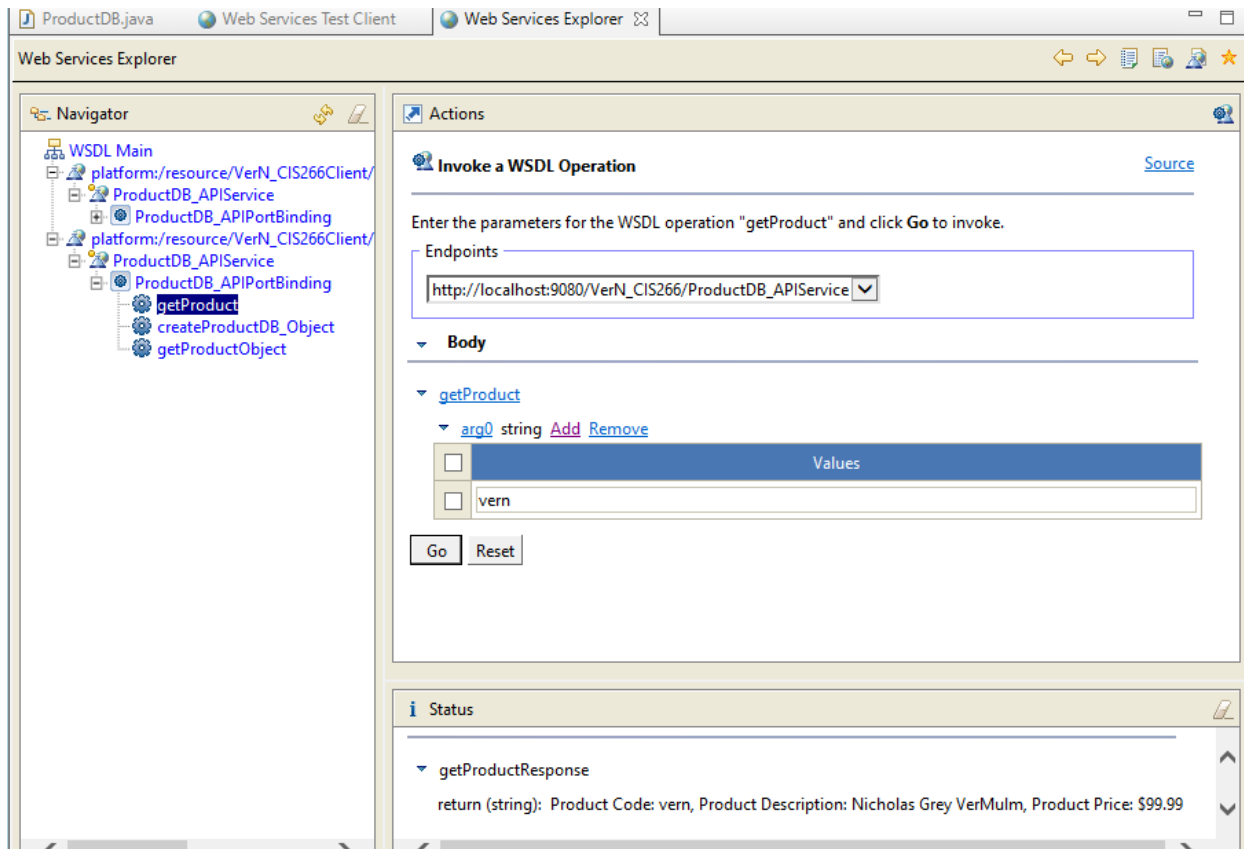 ProductDB.java
Web Services Test Client
Web Services Explorer
Web Services Explorer
Navigator
WSDL Main
platform:/resource/VerN_CIS266Client/
ProductDB_APIService
ProductDB_APIPortBinding
platform:/resource/VerN_CIS266Client/
ProductDB_APIService
ProductDB_APIPortBinding
getProduct
createProductDB_Object
getProductObject
Actions
Invoke a WSDL Operation
Source
Enter the parameters for the WSDL operation "getProduct" and click Go to invoke.
Endpoints
http://localhost:9080/VerN_CIS266/ProductDB_APIService
Body
getProduct
arg0 string Add Remove
Values
vern
Go Reset
i Status
getProductResponse
return (string): Product Code: vern, Product Description: Nicholas Grey VerMulm, Product Price: $99.99